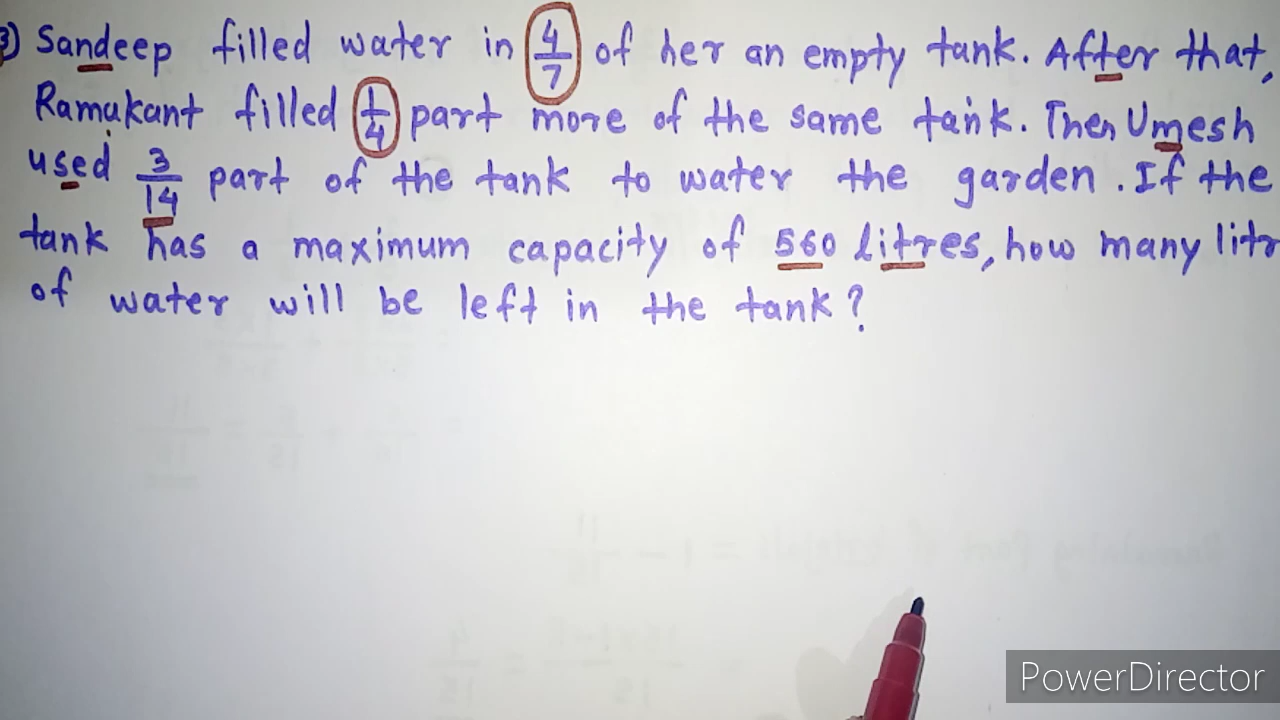 3) Sandeep filled water in 4/7 of her an empty tank. After that,
Ramakant filled 1/4 part more of the same tank. Then Umesh
used 3/14 part of the tank to water the garden. If the
tank has a maximum capacity of 560 litres, how many litr
of water will be left in the tank?
PowerDirector